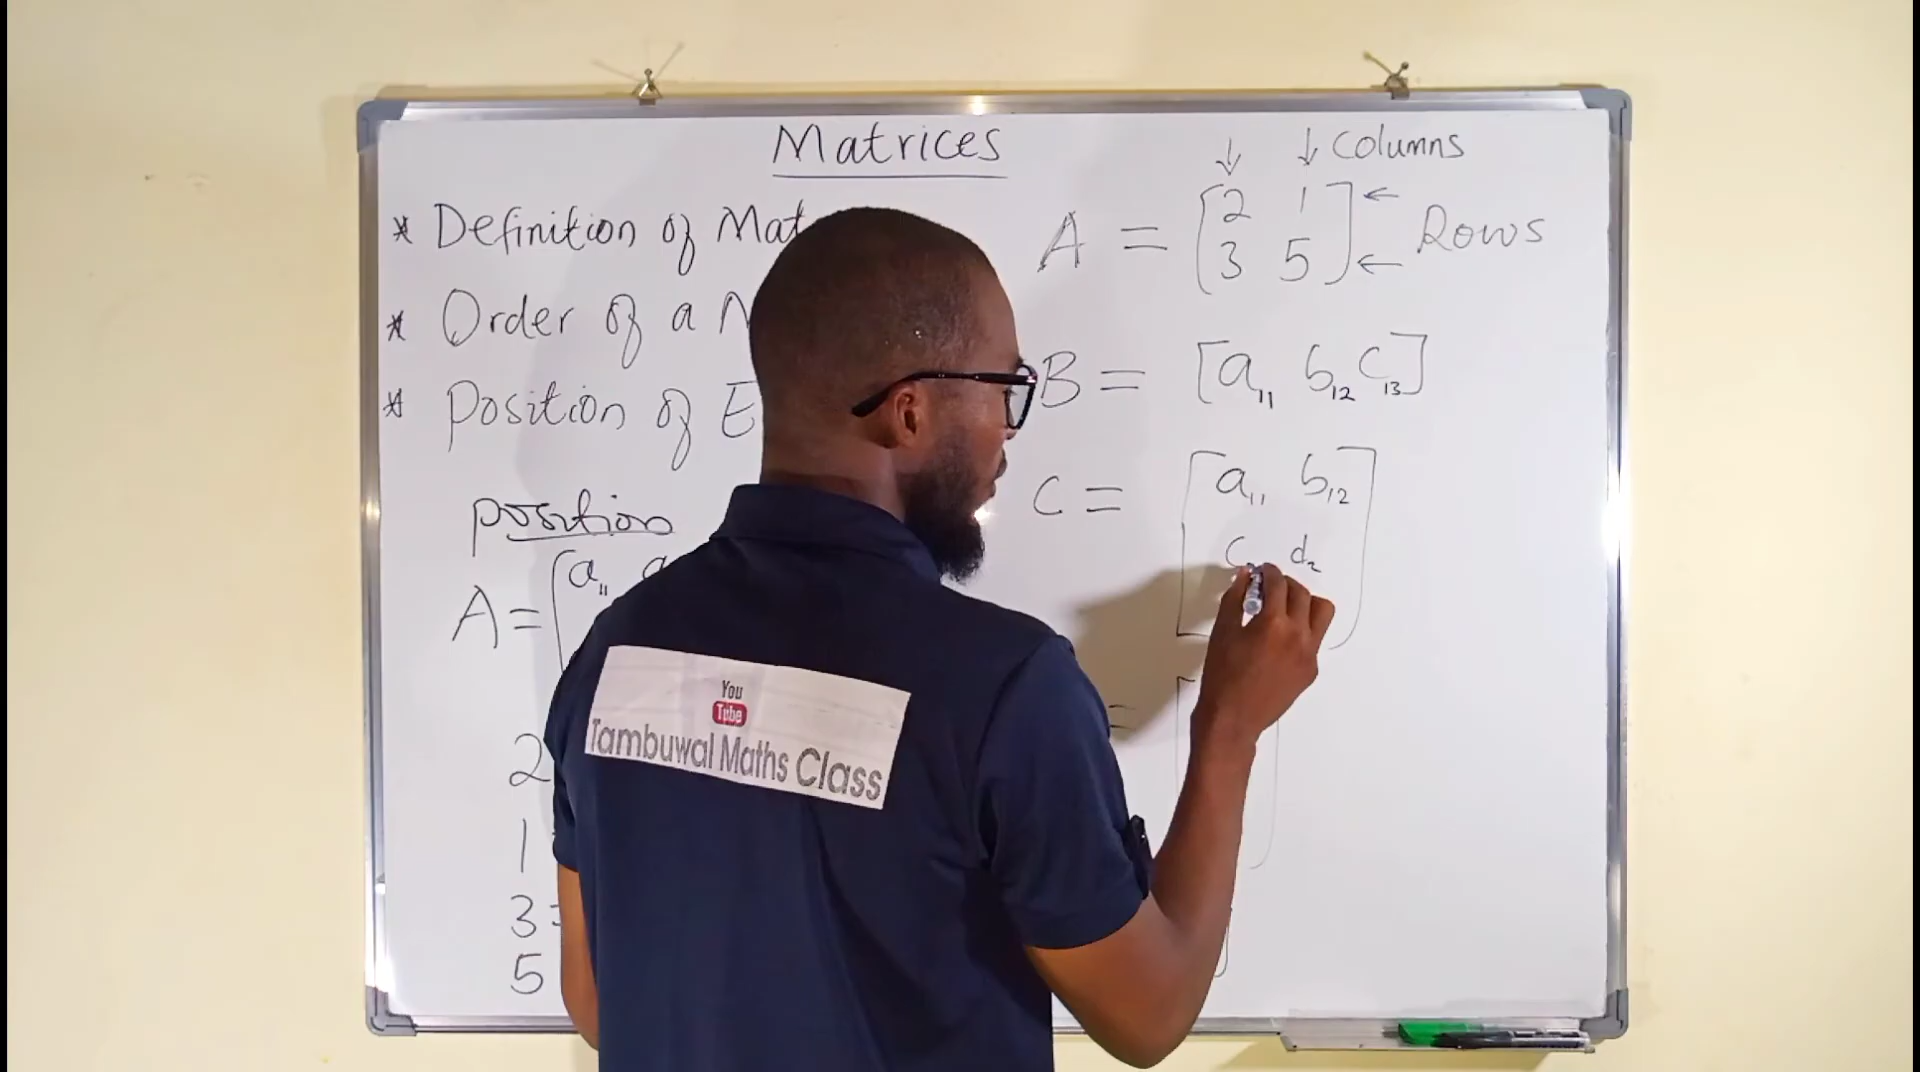 Matrices
* Definition of Mat
* Order of a M
* Position of E
position
A = [a11
2
1
3 =
5
↓ ↓ Columns
A = [2 1
3 5] ← ← Rows
B = [a11 b12 c13]
C = [a11 b12
c d2
=
You
Tube
Tambuwal Maths Class